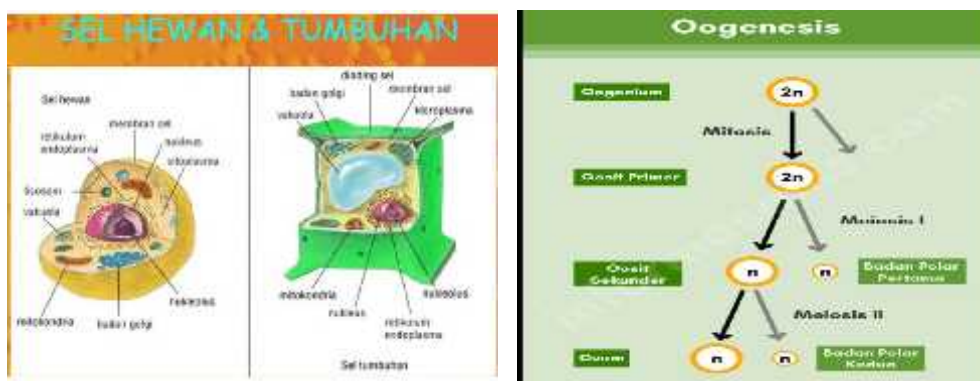 SEL HEWAN & TUMBUHAN
Sel hewan
membran sel
retikulum
endoplasma
nukleus
sitoplasma
lisosom
vakuola
mitokondria
badan golgi
nukleolus
dinding sel
badan golgi
membran sel
vakuola
kloroplasma
mitokondria
nukleus
nukleolus
retikulum
endoplasma
Sel tumbuhan
Oogenesis
Oogenium
2n
Mitosis
Oosit Primer
2n
Meiosis I
Oosit
Sekunder
n
n
Badan Polar
Pertama
Meiosis II
Ovum
n
n
Badan Polar
Kedua